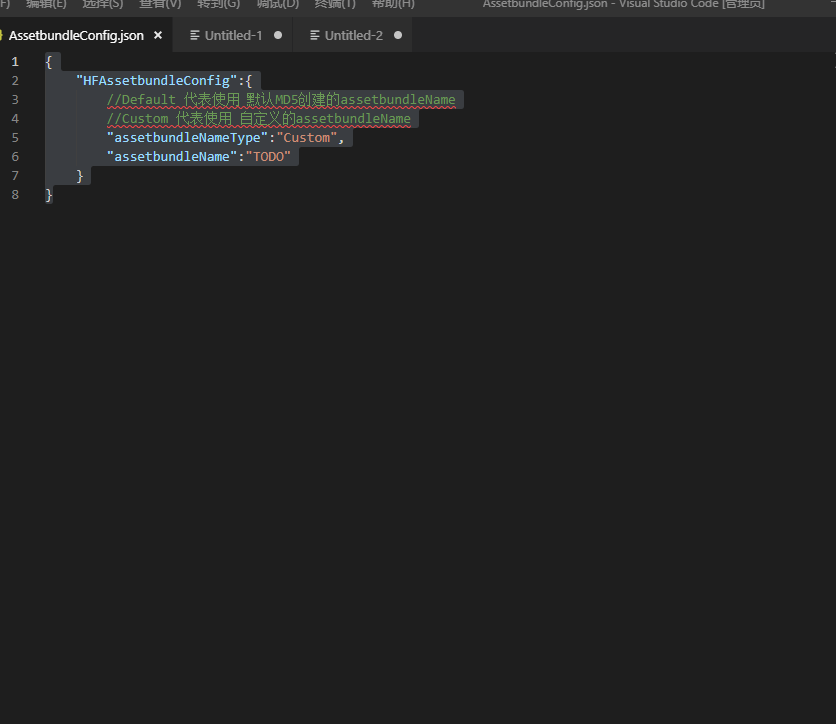 F) 编辑(E) 选择(S) 查看(V) 转到(G) 调试(D) 终端(T) 帮助(H) AssetbundleConfig.json - Visual Studio Code [管理员]
AssetbundleConfig.json × Untitled-1 ● Untitled-2 ●
1 {
2 "HFAssetbundleConfig":{
3 //Default 代表使用 默认MD5创建的assetbundleName
4 //Custom 代表使用 自定义的assetbundleName
5 "assetbundleNameType":"Custom",
6 "assetbundleName":"TODO"
7 }
8 }